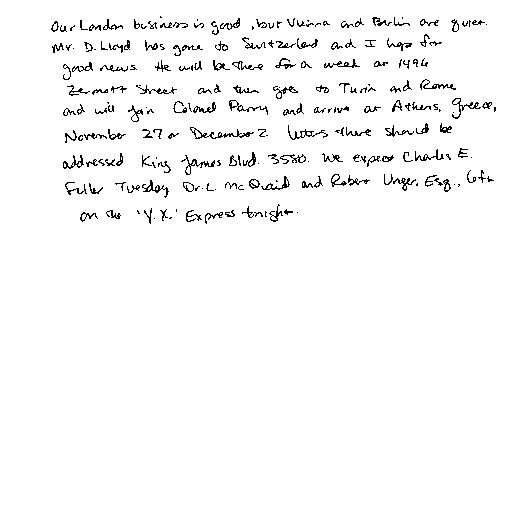 Our London business is good, but Vienna and Berlin are quiet.
Mr. D. Lloyd has gone to Switzerland and I hope for
good news. He will be there for a week at 1496
Zermott Street and then goes to Turin and Rome
and will join Colonel Parry and arrive at Athens, Greece,
November 27 or December 2. Letters there should be
addressed King James Blvd. 3580. We expect Charles E.
Fuller Tuesday. Dr. L. McQuaid and Robert Unger, Esq., left
on the 'Y.X.' Express tonight.